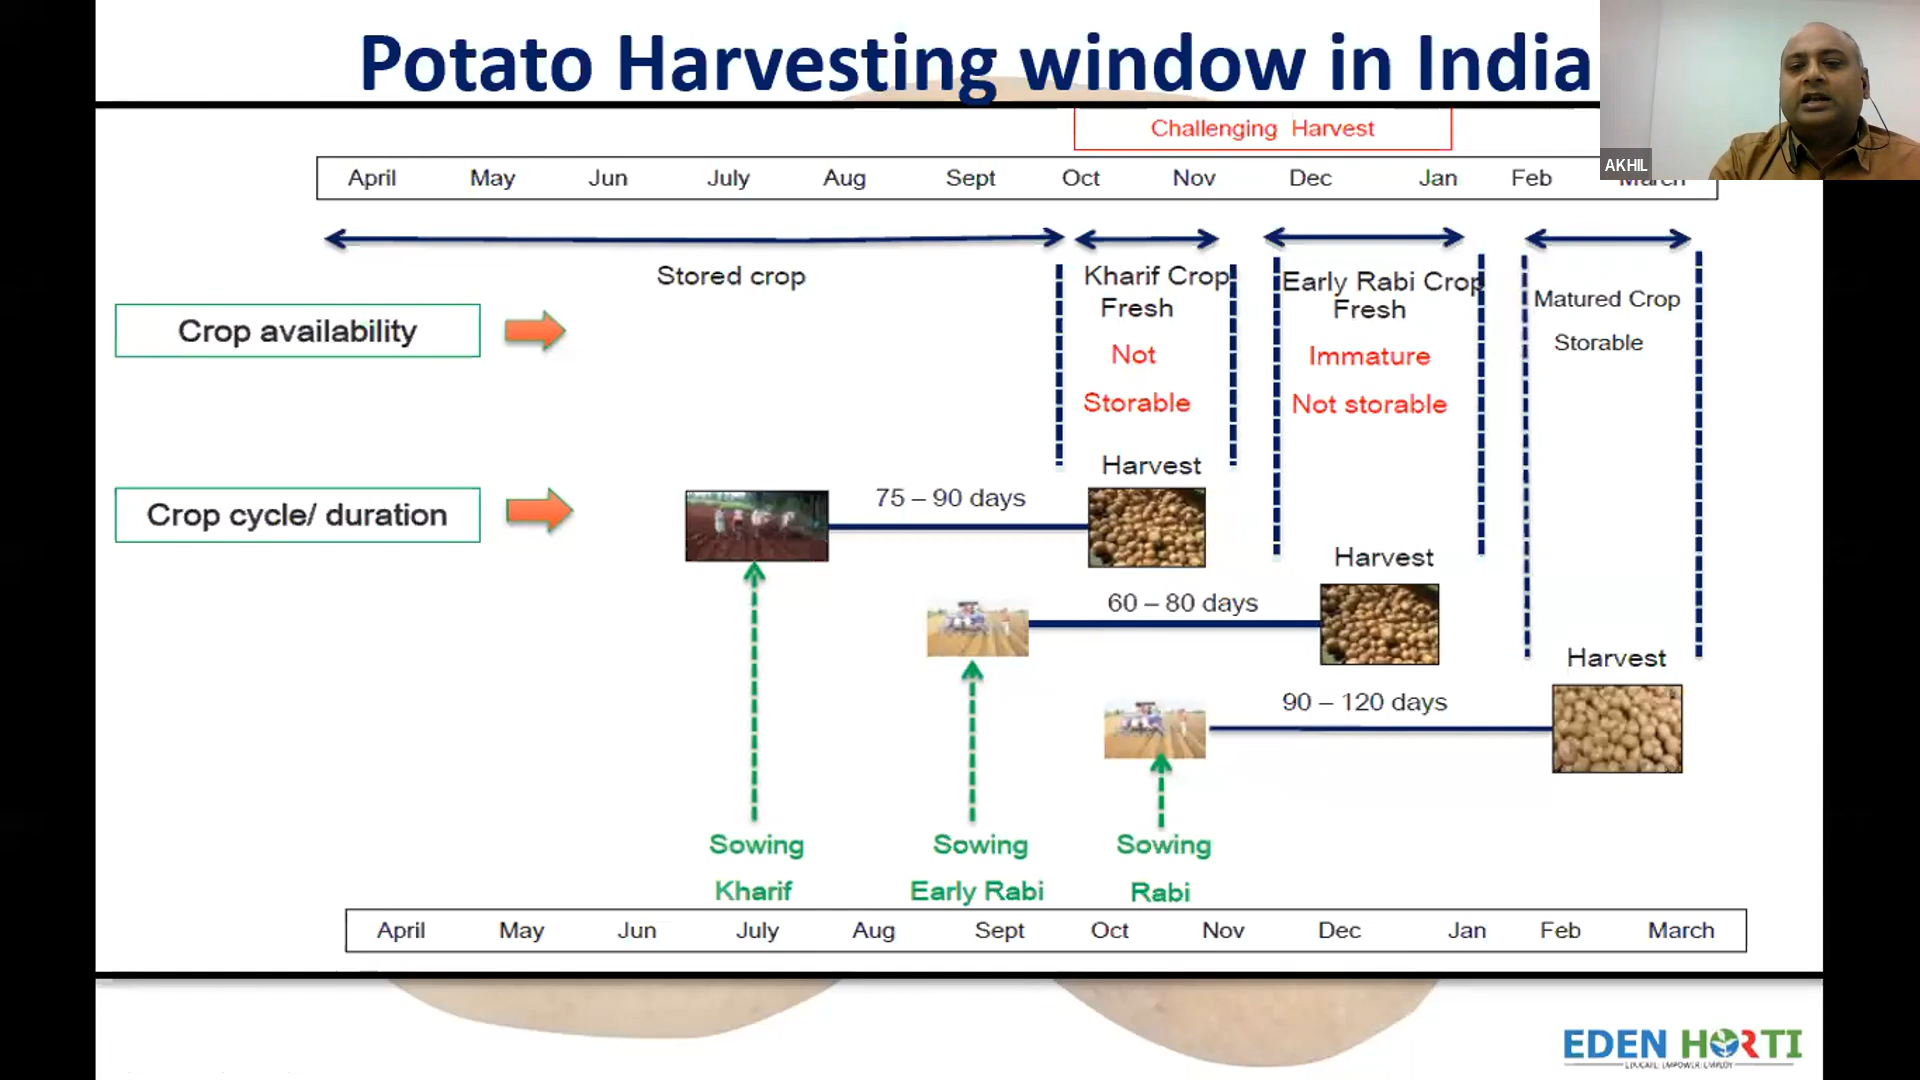 Potato Harvesting window in India
AKHIL
Challenging Harvest
April May Jun July Aug Sept Oct Nov Dec Jan Feb March
Stored crop
Kharif Crop
Fresh
Not
Storable
Early Rabi Crop
Fresh
Immature
Not storable
Matured Crop
Storable
Crop availability
Crop cycle/ duration
75 – 90 days
Harvest
60 – 80 days
Harvest
90 – 120 days
Harvest
Sowing
Kharif
Sowing
Early Rabi
Sowing
Rabi
April May Jun July Aug Sept Oct Nov Dec Jan Feb March
EDEN HORTI
EDUCATE EMPOWER EMPLOY